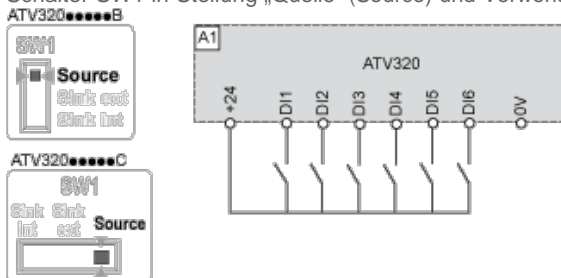 Schalter SW1 in Stellung „Quelle“ (Source) und Verwend
ATV320●●●●●B
SW1
Source
Sink ext
Sink Int
A1
ATV320
+24
DI1
DI2
DI3
DI4
DI5
DI6
0V
ATV320●●●●●C
SW1
Sink Sink
Int ext Source